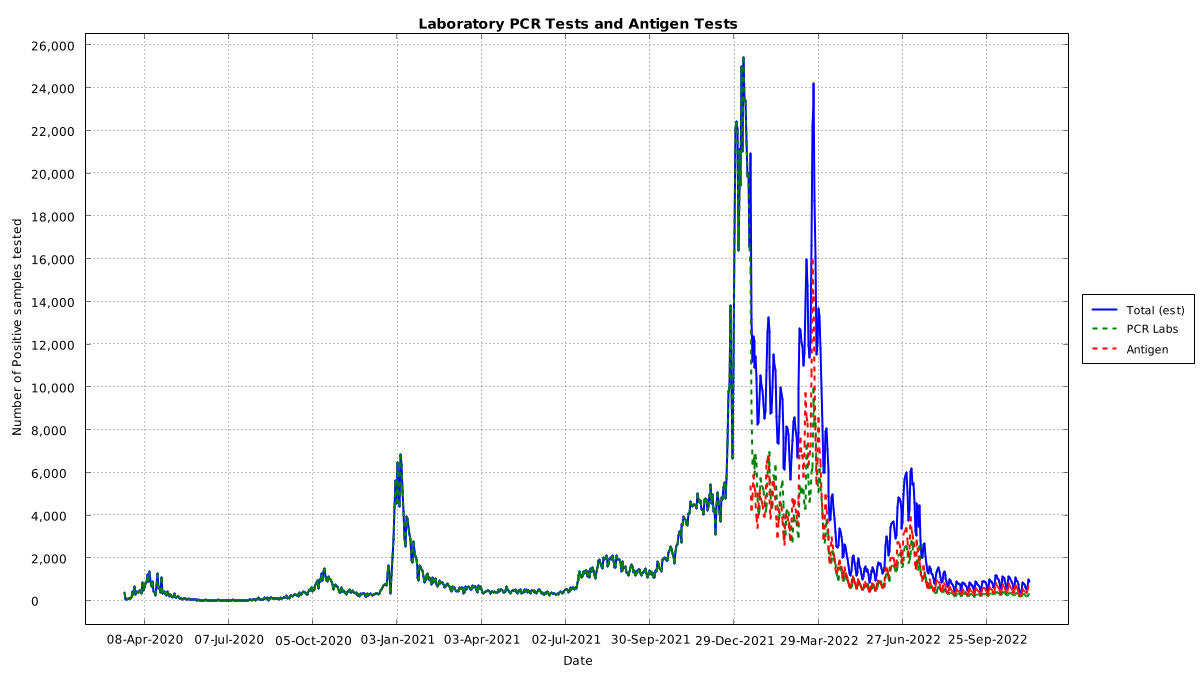 Laboratory PCR Tests and Antigen Tests
26,000
24,000
22,000
20,000
18,000
16,000
14,000
12,000
10,000
8,000
6,000
4,000
2,000
0
Number of Positive samples tested
08-Apr-2020 07-Jul-2020 05-Oct-2020 03-Jan-2021 03-Apr-2021 02-Jul-2021 30-Sep-2021 29-Dec-2021 29-Mar-2022 27-Jun-2022 25-Sep-2022
Date
Total (est)
PCR Labs
Antigen